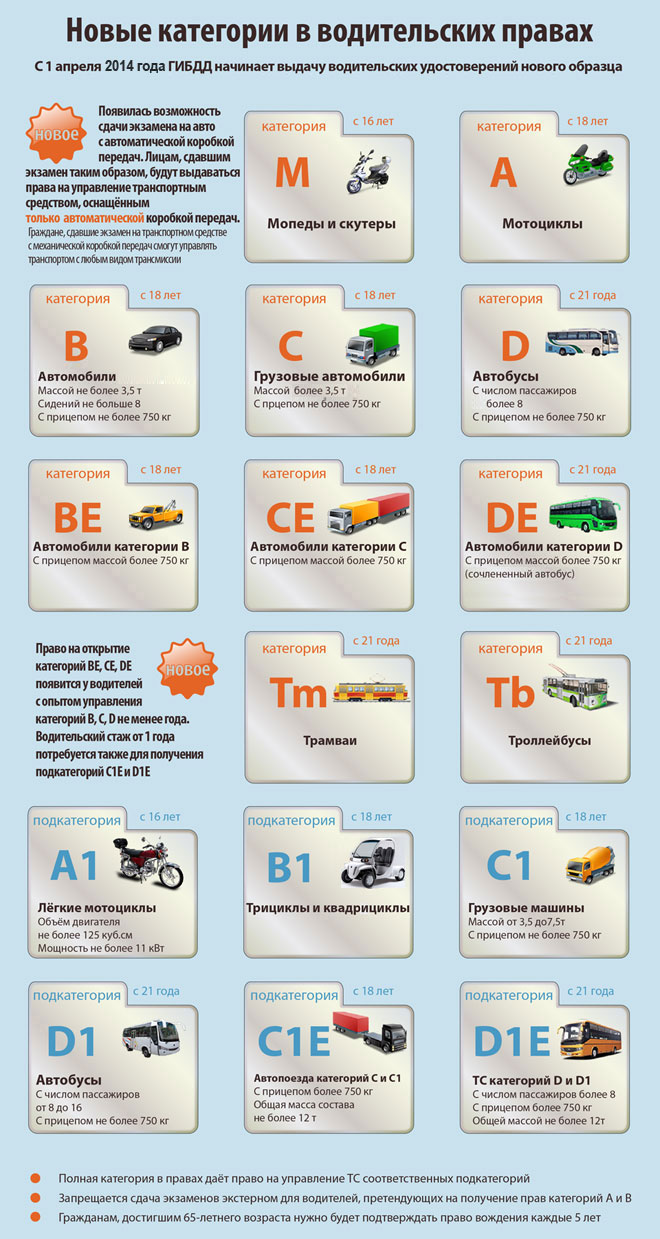 Новые категории в водительских правах
С 1 апреля 2014 года ГИБДД начинает выдачу водительских удостоверений нового образца
новое
Появилась возможность
сдачи экзамена на авто
с автоматической коробкой
передач. Лицам, сдавшим
экзамен таким образом, будут выдаваться
права на управление транспортным
средством, оснащённым
только автоматической коробкой передач.
Граждане, сдавшие экзамен на транспортном средстве
с механической коробкой передач смогут управлять
транспортом с любым видом трансмиссии
категория
с 16 лет
M
Мопеды и скутеры
категория
с 18 лет
A
Мотоциклы
категория
с 18 лет
B
Автомобили
Массой не более 3,5 т
Сидений не больше 8
С прицепом не более 750 кг
категория
с 18 лет
C
Грузовые автомобили
Массой более 3,5 т
С прцепом не более 750 кг
категория
с 21 года
D
Автобусы
С числом пассажиров
более 8
С прицепом не более 750 кг
категория
с 18 лет
BE
Автомобили категории B
С прицепом массой более 750 кг
категория
с 18 лет
CE
Автомобили категории C
С прицепом массой более 750 кг
категория
с 21 года
DE
Автомобили категории D
С прицепом массой более 750 кг
(сочлененный автобус)
Право на открытие
категорий BE, CE, DE
появится у водителей
с опытом управления
категорий B, C, D не менее года.
Водительский стаж от 1 года
потребуется также для получения
подкатегорий C1E и D1E
новое
категория
с 21 года
Tm
Трамваи
категория
с 21 года
Tb
Троллейбусы
подкатегория
с 16 лет
A1
Лёгкие мотоциклы
Объём двигателя
не более 125 куб.см
Мощность не более 11 кВт
подкатегория
с 18 лет
B1
Трициклы и квадрициклы
подкатегория
с 18 лет
C1
Грузовые машины
Массой от 3,5 до7,5т
С прицепом не более 750 кг
подкатегория
с 21 года
D1
Автобусы
С числом пассажиров
от 8 до 16
С прицепом не более 750 кг
подкатегория
с 18 лет
C1E
Автопоезда категорий C и C1
С прицепом более 750 кг
Общая масса состава
не более 12 т
подкатегория
с 21 года
D1E
ТС категорий D и D1
С числом пассажиров более 8
С прицепом более 750 кг
Общей массой не более 12т
Полная категория в правах даёт право на управление ТС соответственных подкатегорий
Запрещается сдача экзаменов экстерном для водителей, претендующих на получение прав категорий A и B
Гражданам, достигшим 65-летнего возраста нужно будет подтверждать право вождения каждые 5 лет